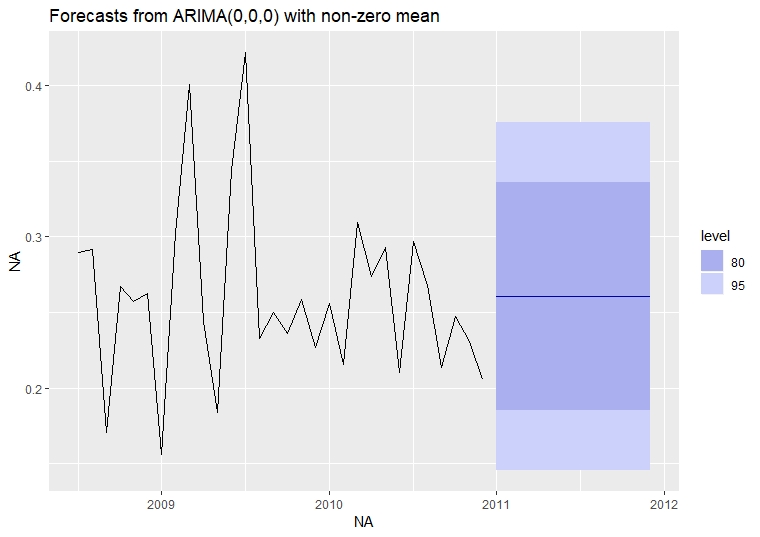 Forecasts from ARIMA(0,0,0) with non-zero mean
0.4
0.3
0.2
NA
2009
2010
2011
2012
NA
level
80
95